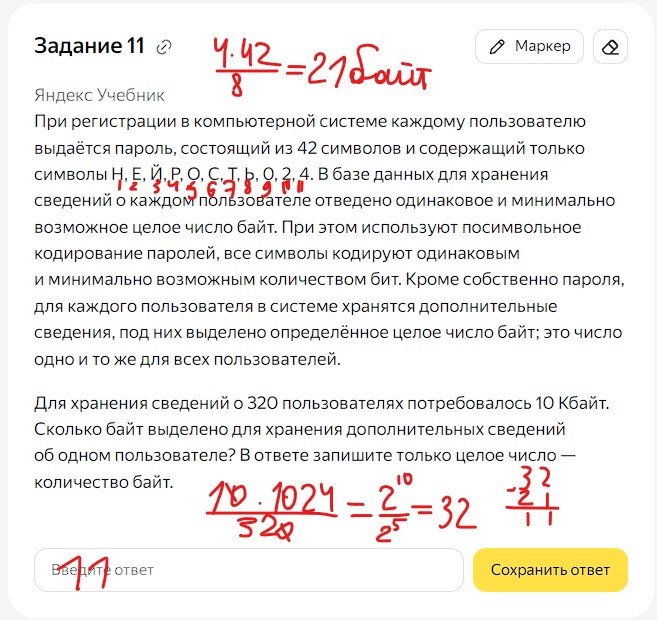 Задание 11
Маркер
4·42/8 = 21 байт
Яндекс Учебник
При регистрации в компьютерной системе каждому пользователю
выдаётся пароль, состоящий из 42 символов и содержащий только
символы Н, Е, Й, Р, О, С, Т, Ь, 0, 2, 4. В базе данных для хранения
1 2 3 4 5 6 7 8 9 10 11
сведений о каждом пользователе отведено одинаковое и минимально
возможное целое число байт. При этом используют посимвольное
кодирование паролей, все символы кодируют одинаковым
и минимально возможным количеством бит. Кроме собственно пароля,
для каждого пользователя в системе хранятся дополнительные
сведения, под них выделено определённое целое число байт; это число
одно и то же для всех пользователей.
Для хранения сведений о 320 пользователях потребовалось 10 Кбайт.
Сколько байт выделено для хранения дополнительных сведений
об одном пользователе? В ответе запишите только целое число —
количество байт.
10·1024/320 = 2^10/2^5 = 32
32
-21
11
Введите ответ
11
Сохранить ответ